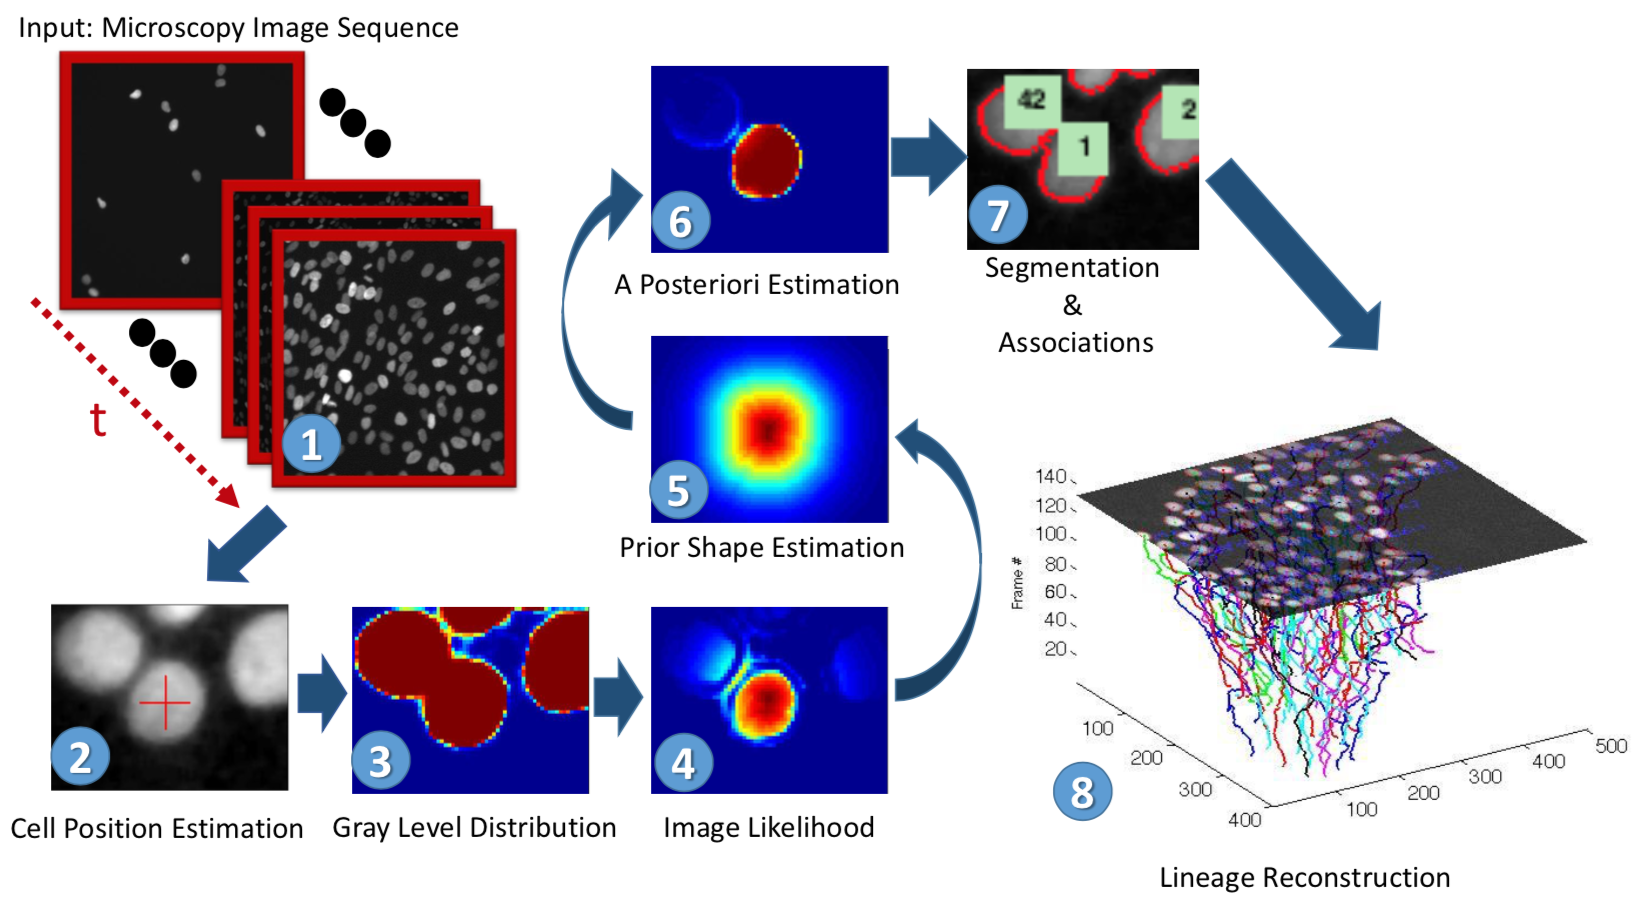 Input: Microscopy Image Sequence
t
1
2
Cell Position Estimation
3
Gray Level Distribution
4
Image Likelihood
5
Prior Shape Estimation
6
A Posteriori Estimation
42
1
2
7
Segmentation
&
Associations
Frame #
140
120
100
80
60
40
20
100
200
300
400
100
200
300
400
500
8
Lineage Reconstruction